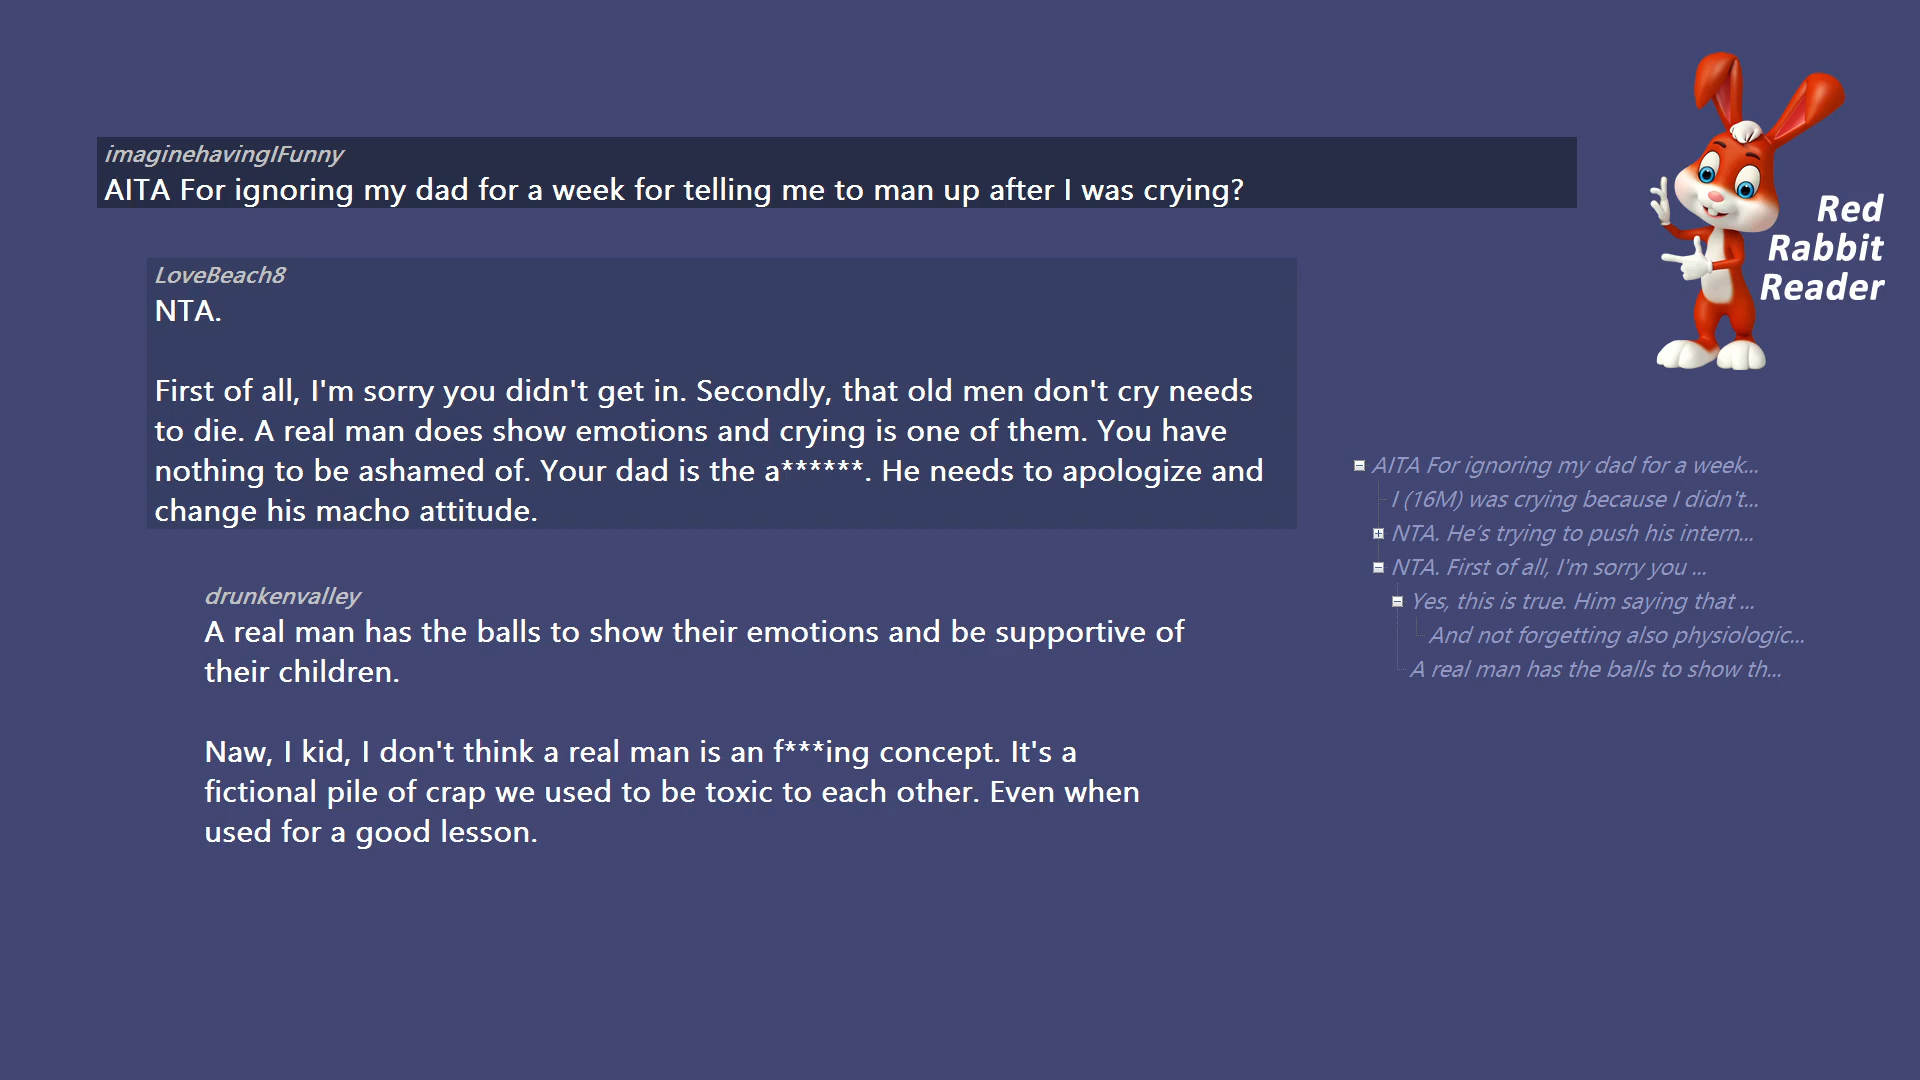 imaginehavingIFunny
AITA For ignoring my dad for a week for telling me to man up after I was crying?
LoveBeach8
NTA.
First of all, I'm sorry you didn't get in. Secondly, that old men don't cry needs
to die. A real man does show emotions and crying is one of them. You have
nothing to be ashamed of. Your dad is the a******. He needs to apologize and
change his macho attitude.
drunkenvalley
A real man has the balls to show their emotions and be supportive of
their children.
Naw, I kid, I don't think a real man is an f***ing concept. It's a
fictional pile of crap we used to be toxic to each other. Even when
used for a good lesson.
Red
Rabbit
Reader
AITA For ignoring my dad for a week...
I (16M) was crying because I didn't...
NTA. He’s trying to push his intern...
NTA. First of all, I'm sorry you ...
Yes, this is true. Him saying that ...
And not forgetting also physiologic...
A real man has the balls to show th...